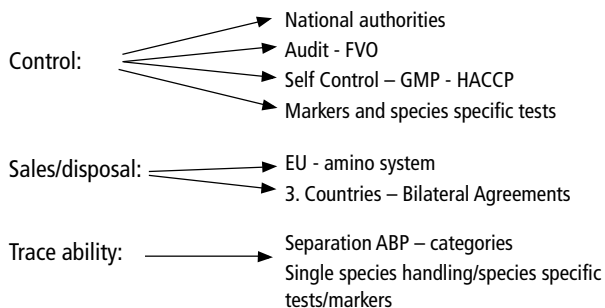 Control:
National authorities
Audit - FVO
Self Control – GMP - HACCP
Markers and species specific tests
Sales/disposal:
EU - amino system
3. Countries – Bilateral Agreements
Trace ability:
Separation ABP – categories
Single species handling/species specific
tests/markers